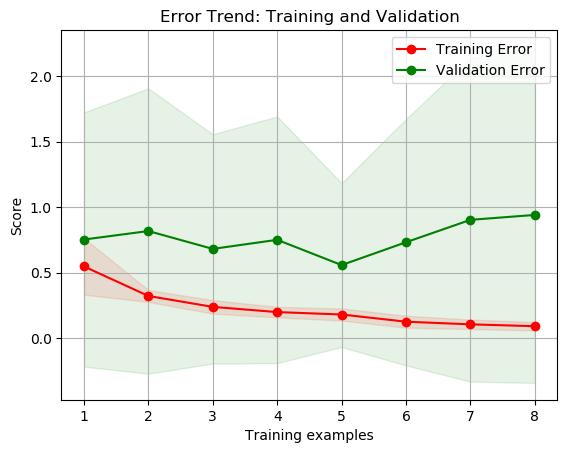 Error Trend: Training and Validation
Training Error
Validation Error
2.0
1.5
1.0
0.5
0.0
Score
1 2 3 4 5 6 7 8
Training examples